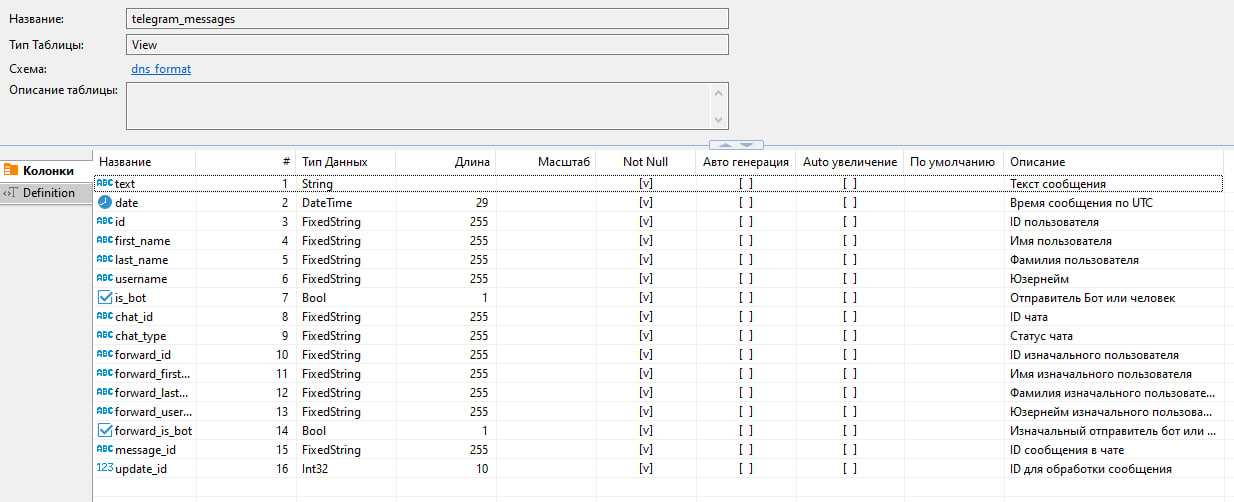 Название: telegram_messages
Тип Таблицы: View
Схема: dns_format
Описание таблицы:
Колонки
Definition
Название # Тип Данных Длина Масштаб Not Null Авто генерация Auto увеличение По умолчанию Описание
ABC text 1 String [v] [ ] [ ] Текст сообщения
date 2 DateTime 29 [v] [ ] [ ] Время сообщения по UTC
ABC id 3 FixedString 255 [v] [ ] [ ] ID пользователя
ABC first_name 4 FixedString 255 [v] [ ] [ ] Имя пользователя
ABC last_name 5 FixedString 255 [v] [ ] [ ] Фамилия пользователя
ABC username 6 FixedString 255 [v] [ ] [ ] Юзернейм
is_bot 7 Bool 1 [v] [ ] [ ] Отправитель Бот или человек
ABC chat_id 8 FixedString 255 [v] [ ] [ ] ID чата
ABC chat_type 9 FixedString 255 [v] [ ] [ ] Статус чата
ABC forward_id 10 FixedString 255 [v] [ ] [ ] ID изначального пользователя
ABC forward_first... 11 FixedString 255 [v] [ ] [ ] Имя изначального пользователя
ABC forward_last... 12 FixedString 255 [v] [ ] [ ] Фамилия изначального пользовате...
ABC forward_user... 13 FixedString 255 [v] [ ] [ ] Юзернейм изначального пользова...
forward_is_bot 14 Bool 1 [v] [ ] [ ] Изначальный отправитель бот или ...
ABC message_id 15 FixedString 255 [v] [ ] [ ] ID сообщения в чате
123 update_id 16 Int32 10 [v] [ ] [ ] ID для обработки сообщения